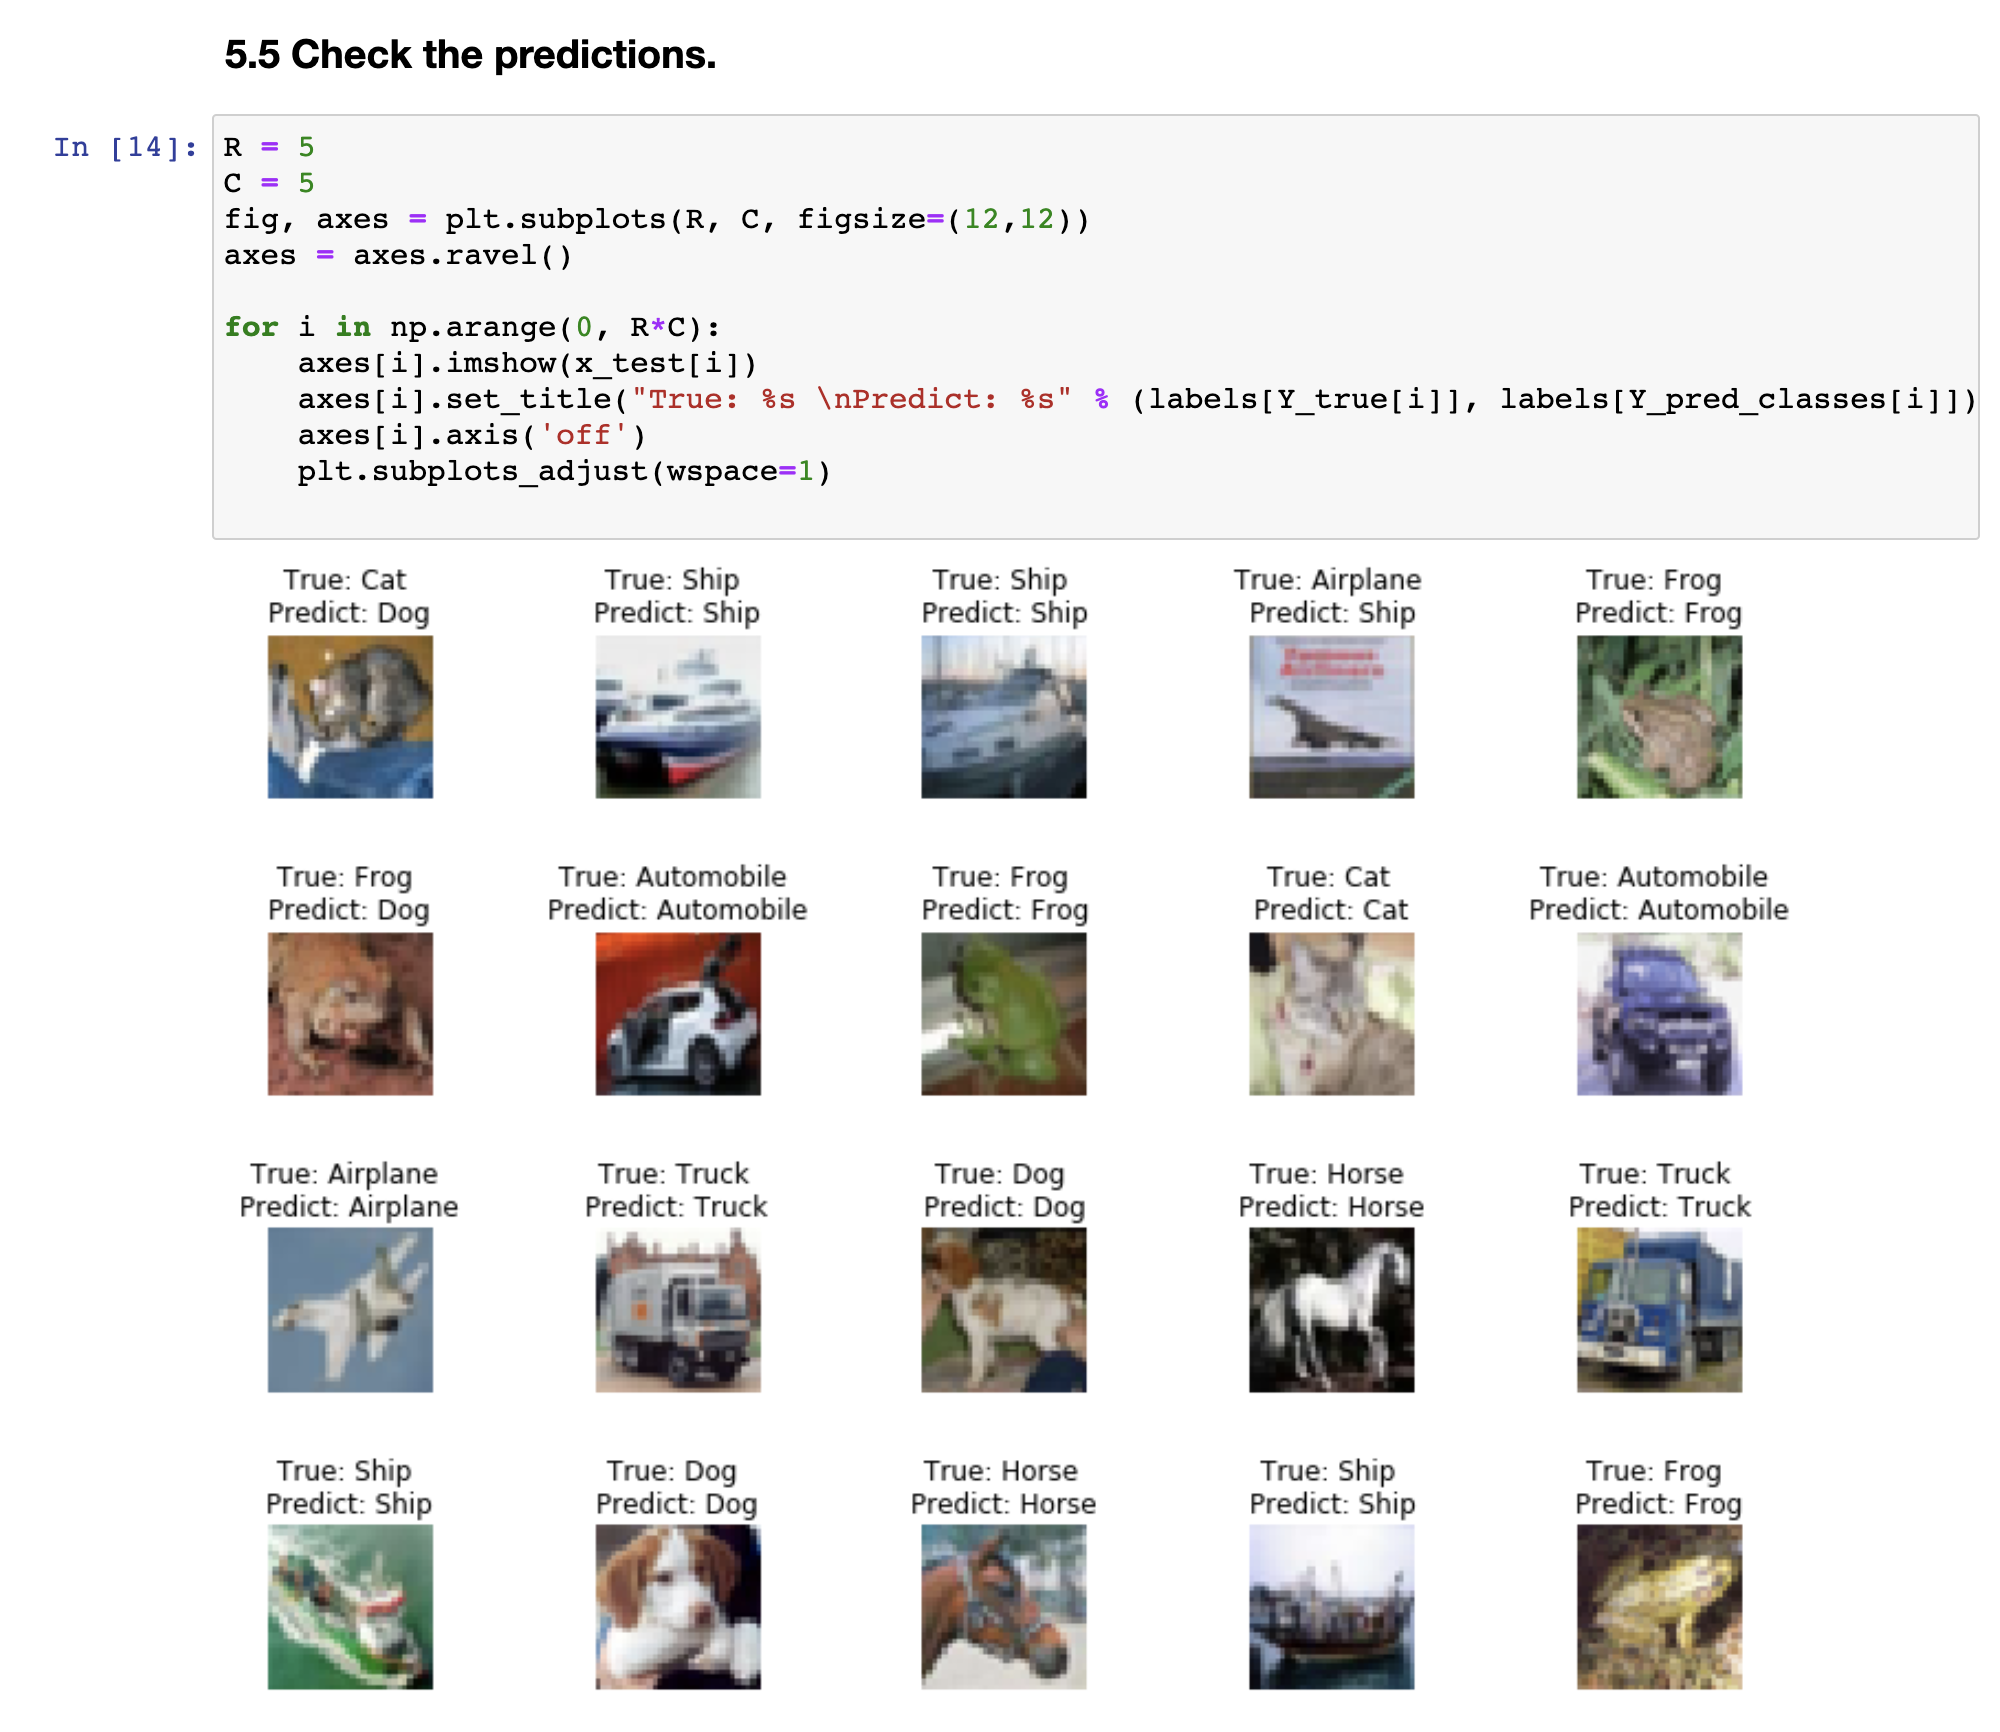 5.5 Check the predictions.
In [14]:
R = 5
C = 5
fig, axes = plt.subplots(R, C, figsize=(12,12))
axes = axes.ravel()
for i in np.arange(0, R*C):
    axes[i].imshow(x_test[i])
    axes[i].set_title("True: %s \nPredict: %s" % (labels[Y_true[i]], labels[Y_pred_classes[i]])
    axes[i].axis('off')
    plt.subplots_adjust(wspace=1)
True: Cat
Predict: Dog
True: Ship
Predict: Ship
True: Ship
Predict: Ship
True: Airplane
Predict: Ship
True: Frog
Predict: Frog
True: Frog
Predict: Dog
True: Automobile
Predict: Automobile
True: Frog
Predict: Frog
True: Cat
Predict: Cat
True: Automobile
Predict: Automobile
True: Airplane
Predict: Airplane
True: Truck
Predict: Truck
True: Dog
Predict: Dog
True: Horse
Predict: Horse
True: Truck
Predict: Truck
True: Ship
Predict: Ship
True: Dog
Predict: Dog
True: Horse
Predict: Horse
True: Ship
Predict: Ship
True: Frog
Predict: Frog